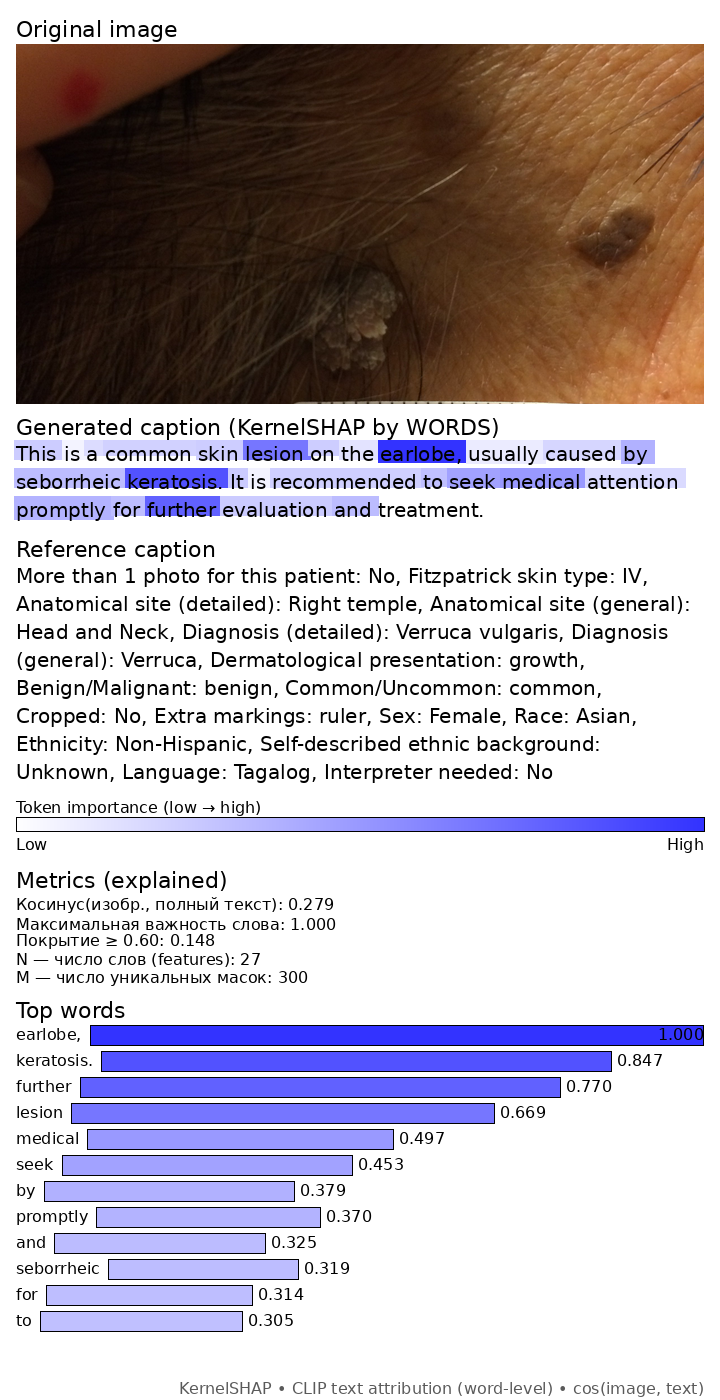 Original image
Generated caption (KernelSHAP by WORDS)
This is a common skin lesion on the earlobe, usually caused by
seborrheic keratosis. It is recommended to seek medical attention
promptly for further evaluation and treatment.
Reference caption
More than 1 photo for this patient: No, Fitzpatrick skin type: IV,
Anatomical site (detailed): Right temple, Anatomical site (general):
Head and Neck, Diagnosis (detailed): Verruca vulgaris, Diagnosis
(general): Verruca, Dermatological presentation: growth,
Benign/Malignant: benign, Common/Uncommon: common,
Cropped: No, Extra markings: ruler, Sex: Female, Race: Asian,
Ethnicity: Non-Hispanic, Self-described ethnic background:
Unknown, Language: Tagalog, Interpreter needed: No
Token importance (low → high)
Low High
Metrics (explained)
Косинус(изобр., полный текст): 0.279
Максимальная важность слова: 1.000
Покрытие ≥ 0.60: 0.148
N — число слов (features): 27
M — число уникальных масок: 300
Top words
earlobe, 1.000
keratosis. 0.847
further 0.770
lesion 0.669
medical 0.497
seek 0.453
by 0.379
promptly 0.370
and 0.325
seborrheic 0.319
for 0.314
to 0.305
KernelSHAP • CLIP text attribution (word-level) • cos(image, text)